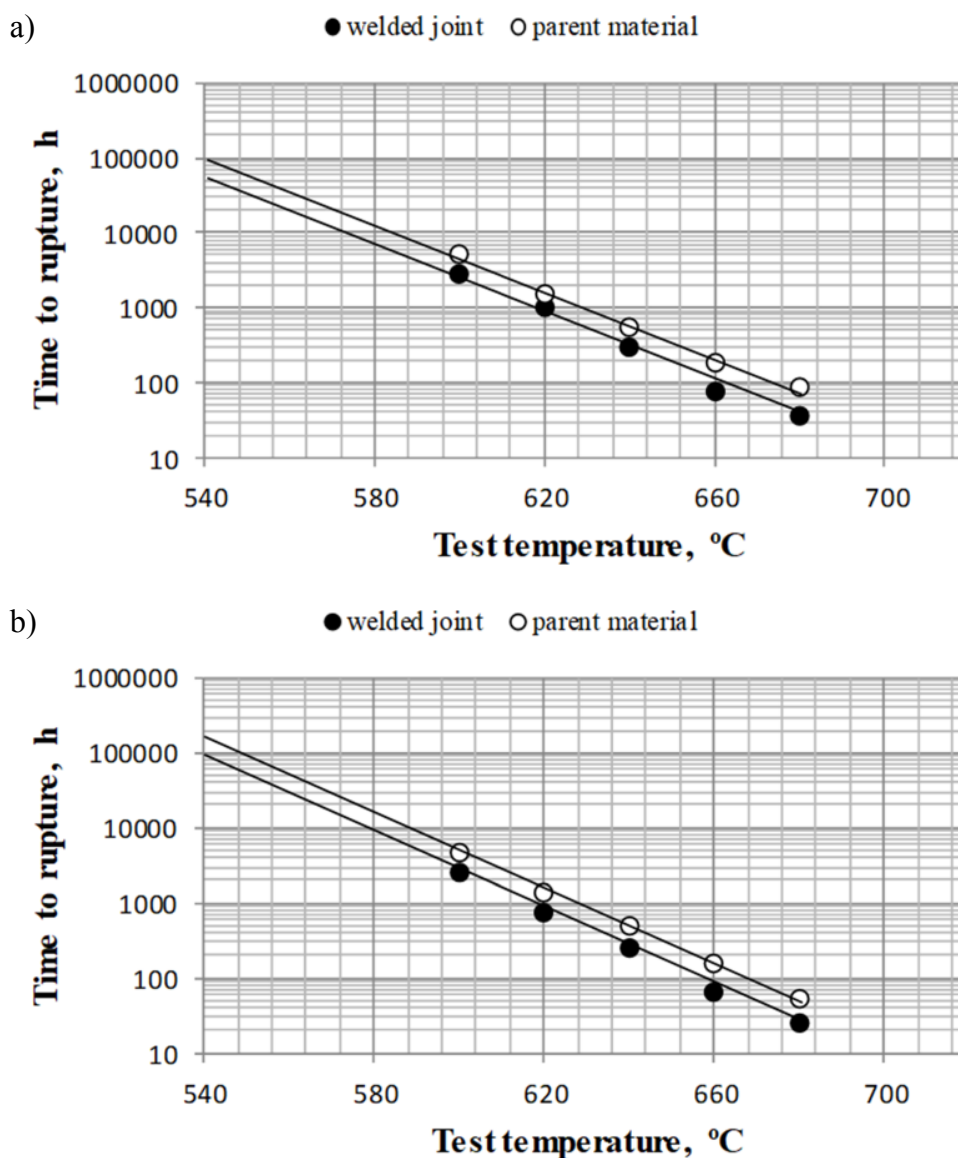 a)
● welded joint ○ parent material
Time to rupture, h
1000000
100000
10000
1000
100
10
540 580 620 660 700
Test temperature, ºC
b)
● welded joint ○ parent material
Time to rupture, h
1000000
100000
10000
1000
100
10
540 580 620 660 700
Test temperature, ºC